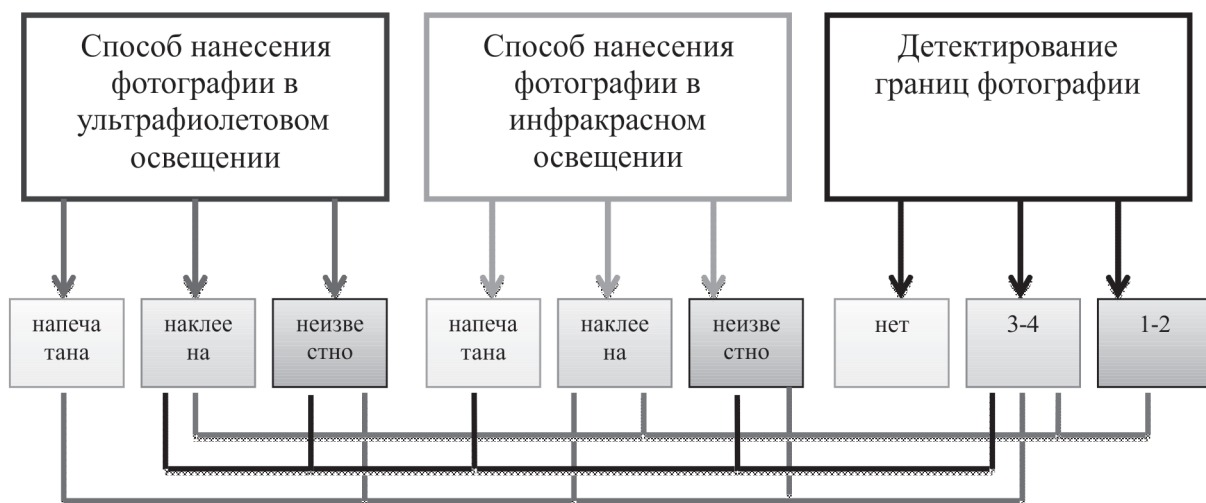 Способ нанесения
фотографии в
ультрафиолетовом
освещении
Способ нанесения
фотографии в
инфракрасном
освещении
Детектирование
границ фотографии
напеча
тана
наклее
на
неизве
стно
напеча
тана
наклее
на
неизве
стно
нет
3-4
1-2